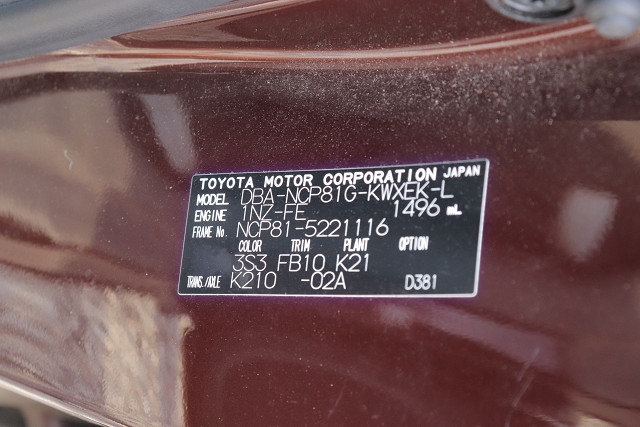 TOYOTA MOTOR CORPORATION JAPAN
MODEL DBA-NCP81G-KWXEK-L
ENGINE 1NZ-FE 1496 mL
FRAME No. NCP81-5221116
COLOR TRIM PLANT OPTION
3S3 FB10 K21
TRANS./AXLE K210 -02A D381